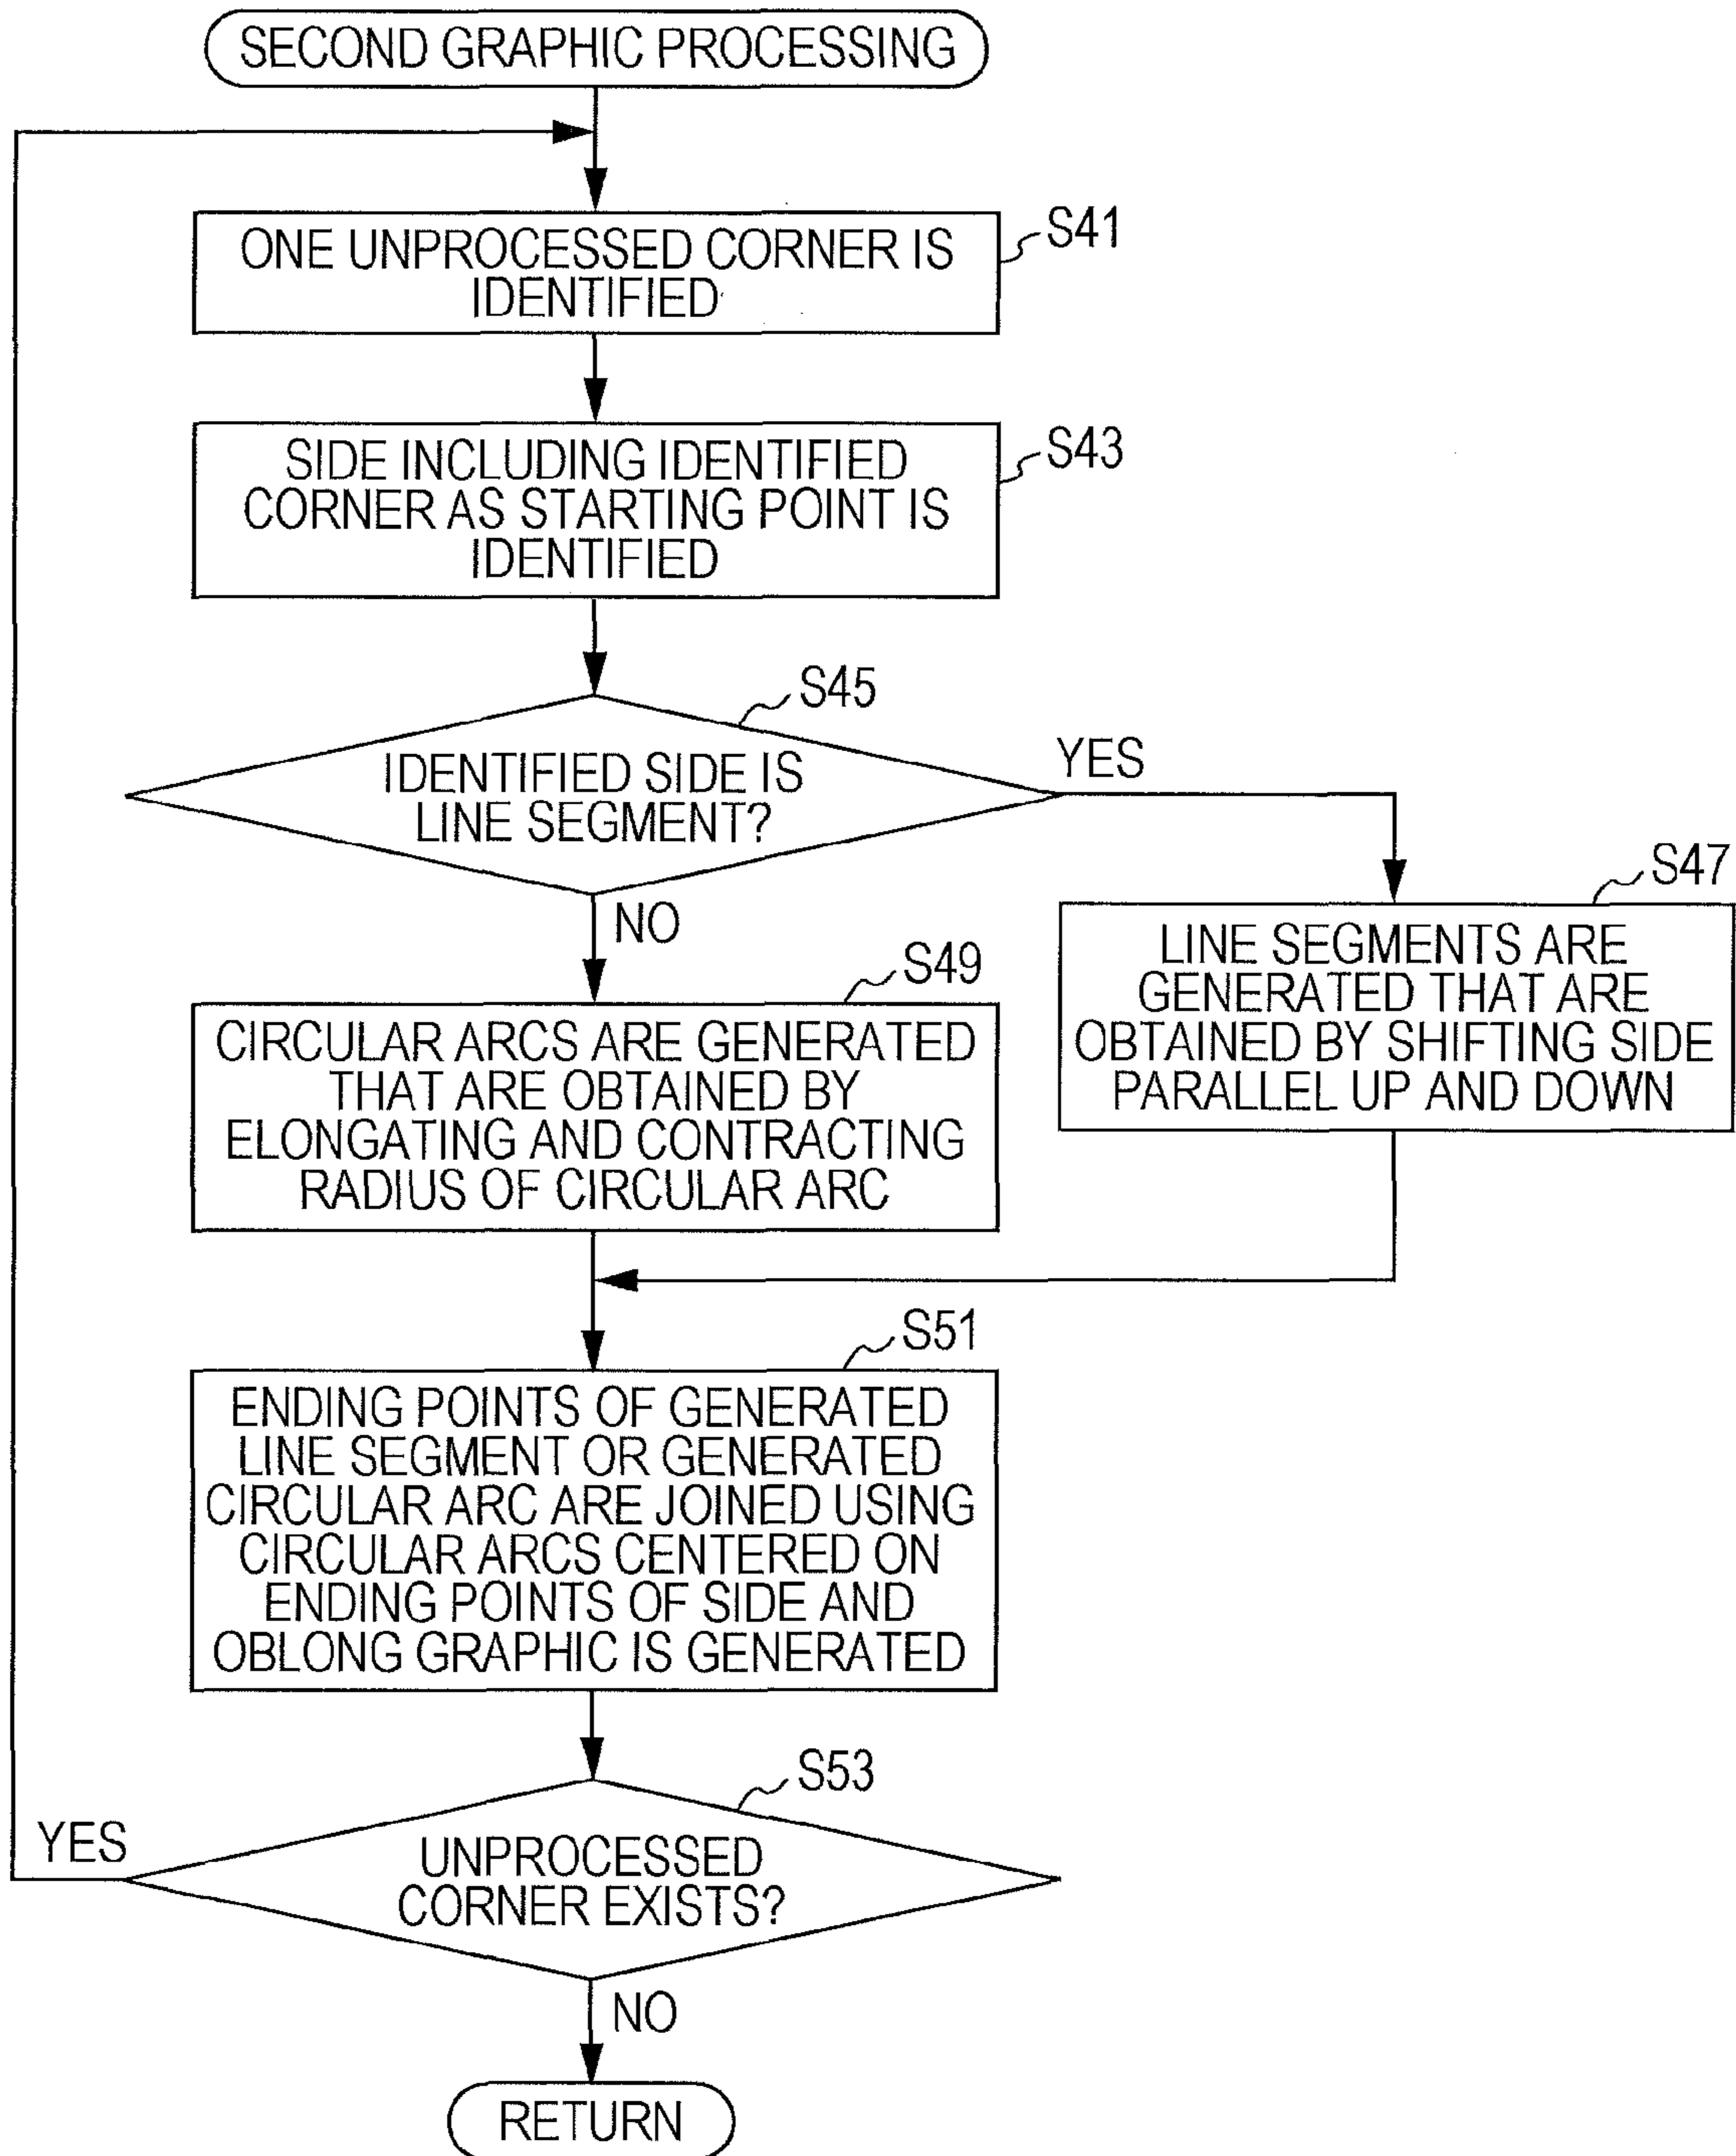 SECOND GRAPHIC PROCESSING
S41
ONE UNPROCESSED CORNER IS
IDENTIFIED
S43
SIDE INCLUDING IDENTIFIED
CORNER AS STARTING POINT IS
IDENTIFIED
S45
IDENTIFIED SIDE IS
LINE SEGMENT?
YES
NO
S47
LINE SEGMENTS ARE
GENERATED THAT ARE
OBTAINED BY SHIFTING SIDE
PARALLEL UP AND DOWN
S49
CIRCULAR ARCS ARE GENERATED
THAT ARE OBTAINED BY
ELONGATING AND CONTRACTING
RADIUS OF CIRCULAR ARC
S51
ENDING POINTS OF GENERATED
LINE SEGMENT OR GENERATED
CIRCULAR ARC ARE JOINED USING
CIRCULAR ARCS CENTERED ON
ENDING POINTS OF SIDE AND
OBLONG GRAPHIC IS GENERATED
S53
YES
UNPROCESSED
CORNER EXISTS?
NO
RETURN